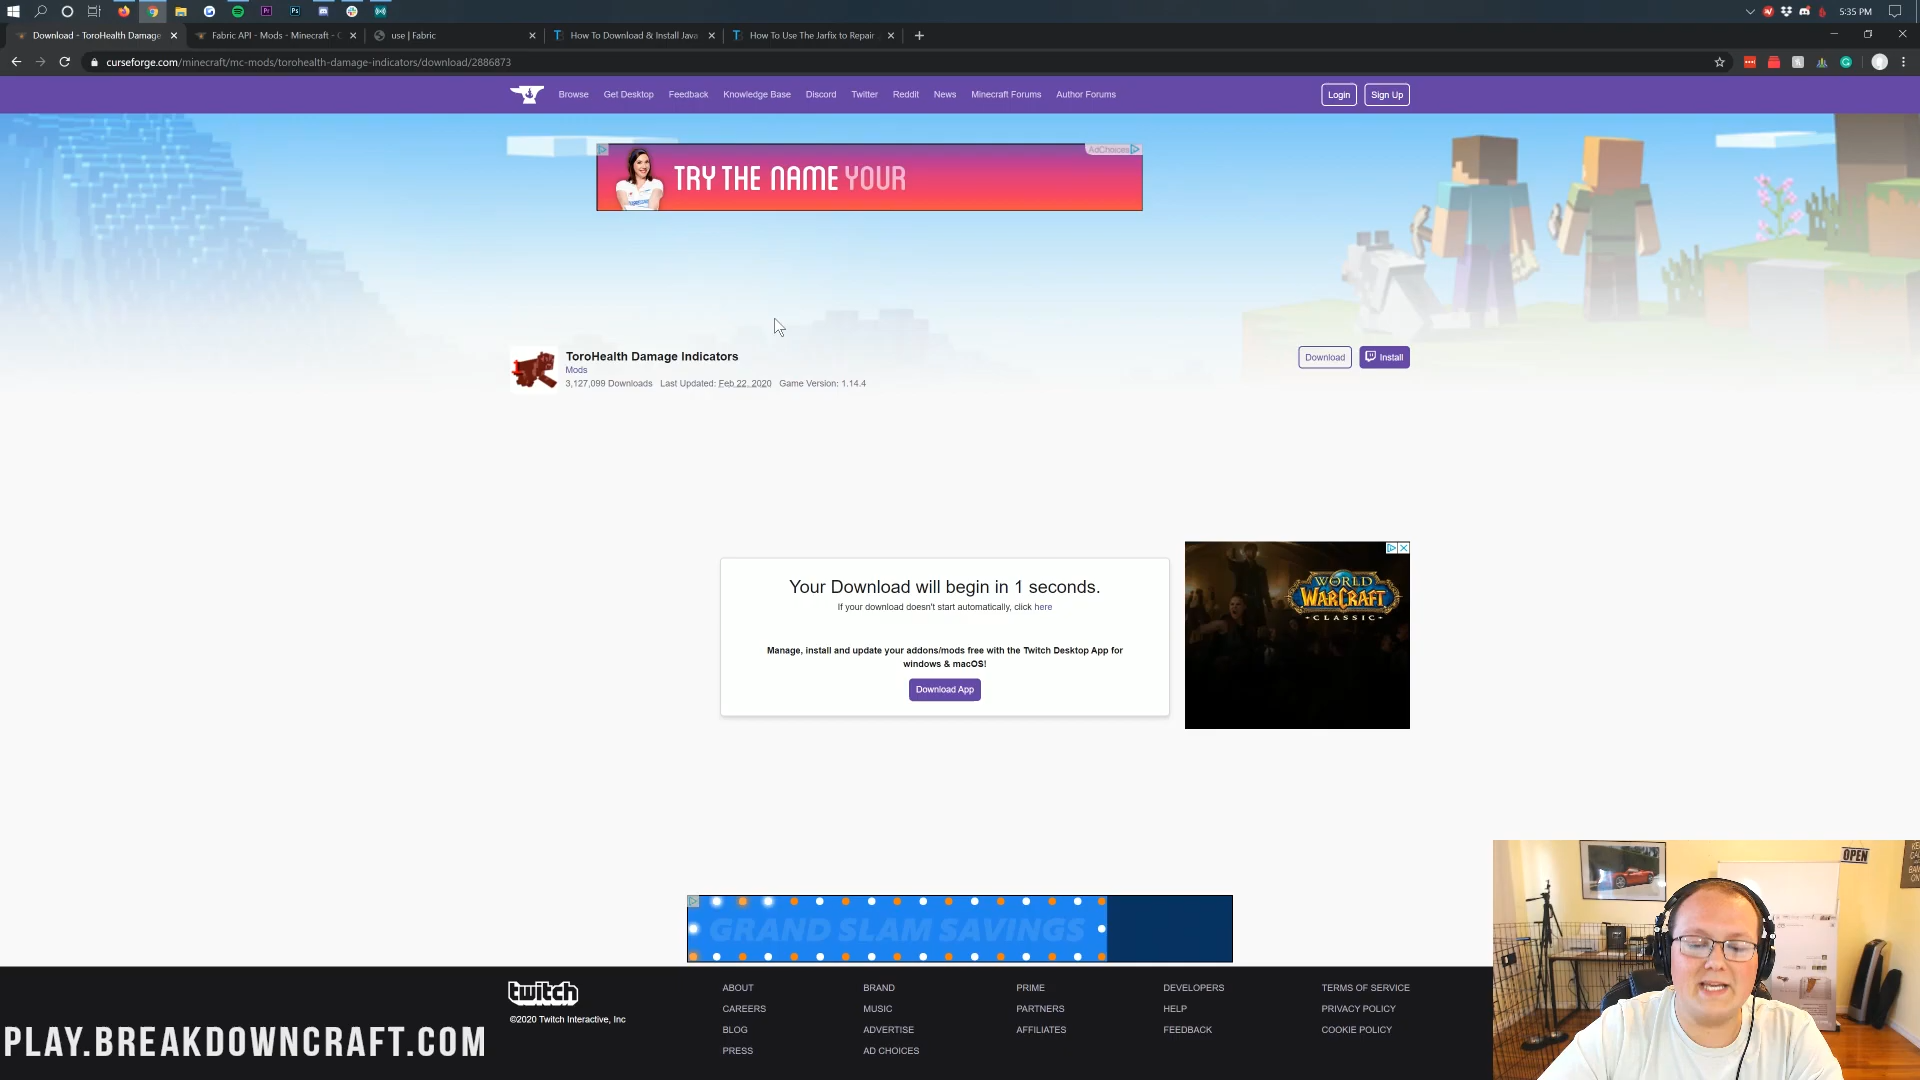 5:35 PM
Download - ToroHealth Damage
Fabric API - Mods - Minecraft - C
use | Fabric
How To Download & Install Java
How To Use The Jarfix to Repair
curseforge.com/minecraft/mc-mods/torohealth-damage-indicators/download/2886873
Browse Get Desktop Feedback Knowledge Base Discord Twitter Reddit News Minecraft Forums Author Forums
Login Sign Up
AdChoices
TRY THE NAME YOUR
ToroHealth Damage Indicators
Mods
3,127,099 Downloads Last Updated: Feb 22, 2020 Game Version: 1.14.4
Download Install
Your Download will begin in 1 seconds.
If your download doesn't start automatically, click here
Manage, install and update your addons/mods free with the Twitch Desktop App for
windows & macOS!
Download App
WORLD
OF
WARCRAFT
CLASSIC
GRAND SLAM SAVINGS
OPEN
twitch
©2020 Twitch Interactive, Inc
ABOUT BRAND PRIME DEVELOPERS TERMS OF SERVICE
CAREERS MUSIC PARTNERS HELP PRIVACY POLICY
BLOG ADVERTISE AFFILIATES FEEDBACK COOKIE POLICY
PRESS AD CHOICES
PLAY.BREAKDOWNCRAFT.COM